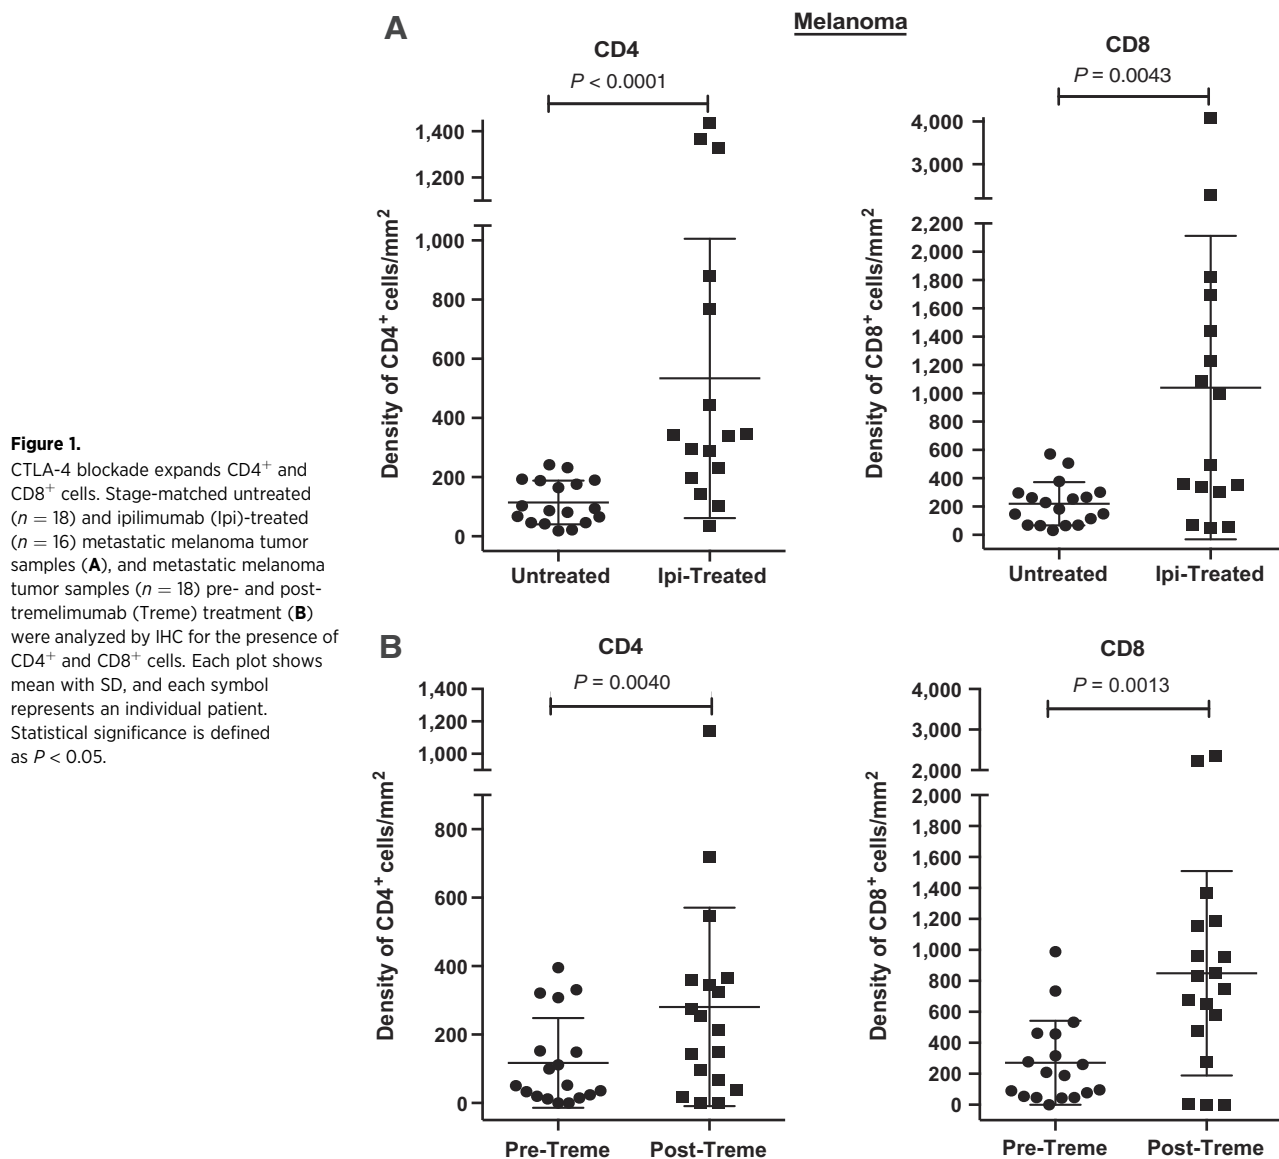 A
Melanoma
CD4
P < 0.0001
Density of CD4+ cells/mm2
1,400
1,200
1,000
800
600
400
200
0
Untreated
Ipi-Treated
CD8
P = 0.0043
Density of CD8+ cells/mm2
4,000
3,000
2,200
2,000
1,800
1,600
1,400
1,200
1,000
800
600
400
200
0
Untreated
Ipi-Treated
Figure 1.
CTLA-4 blockade expands CD4+ and
CD8+ cells. Stage-matched untreated
(n = 18) and ipilimumab (Ipi)-treated
(n = 16) metastatic melanoma tumor
samples (A), and metastatic melanoma
tumor samples (n = 18) pre- and post-
tremelimumab (Treme) treatment (B)
were analyzed by IHC for the presence of
CD4+ and CD8+ cells. Each plot shows
mean with SD, and each symbol
represents an individual patient.
Statistical significance is defined
as P < 0.05.
B
CD4
P = 0.0040
Density of CD4+ cells/mm2
1,400
1,200
1,000
800
600
400
200
0
Pre-Treme
Post-Treme
CD8
P = 0.0013
Density of CD8+ cells/mm2
4,000
3,000
2,000
2,000
1,800
1,600
1,400
1,200
1,000
800
600
400
200
0
Pre-Treme
Post-Treme